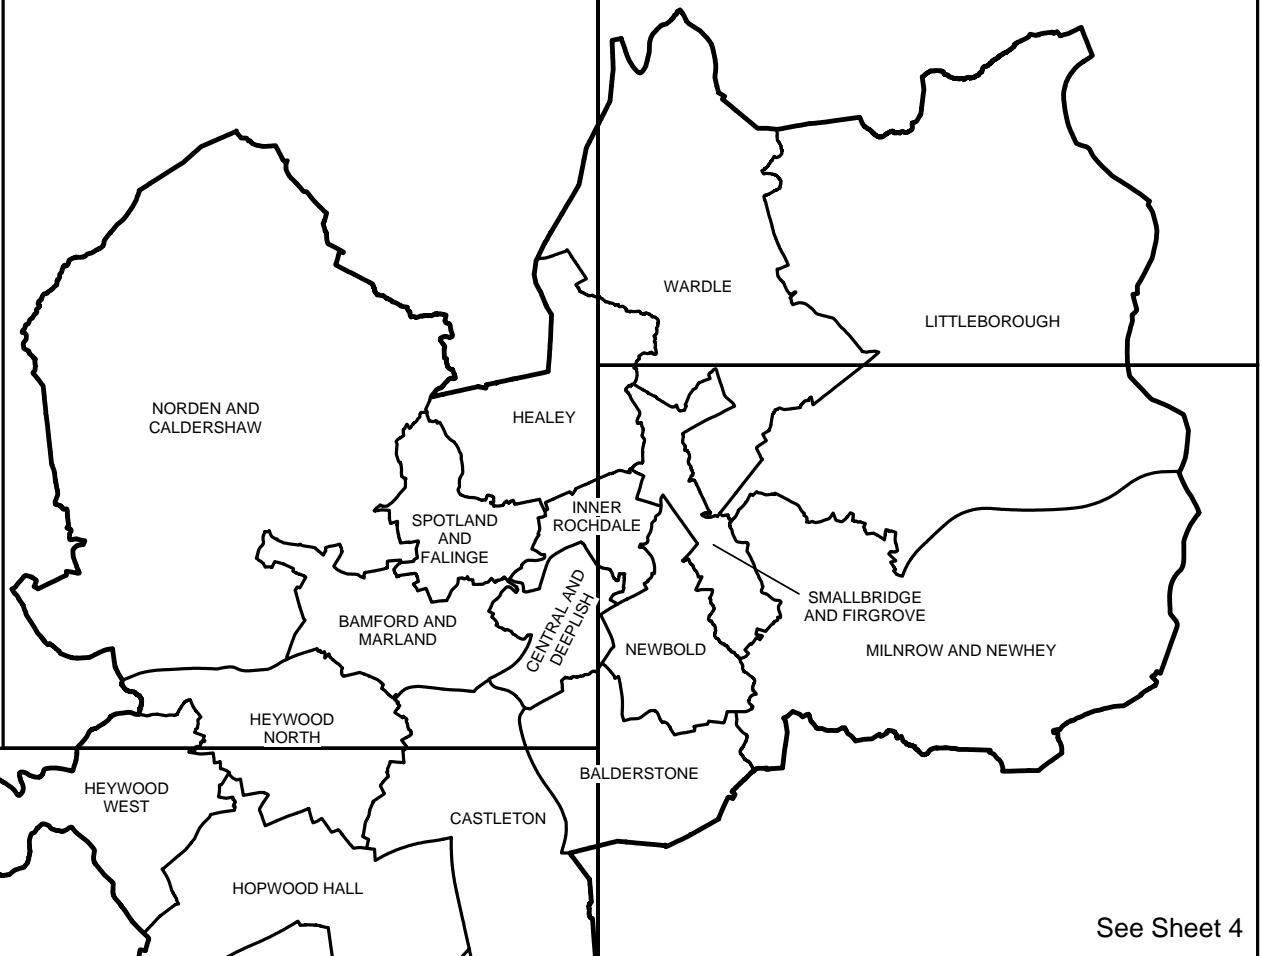 WARDLE
LITTLEBOROUGH
NORDEN AND
CALDERSHAW
HEALEY
INNER
ROCHDALE
SPOTLAND
AND
FALINGE
CENTRAL AND
DEEPLISH
SMALLBRIDGE
AND FIRGROVE
BAMFORD AND
MARLAND
NEWBOLD
MILNROW AND NEWHEY
HEYWOOD
NORTH
BALDERSTONE
HEYWOOD
WEST
CASTLETON
HOPWOOD HALL
See Sheet 4